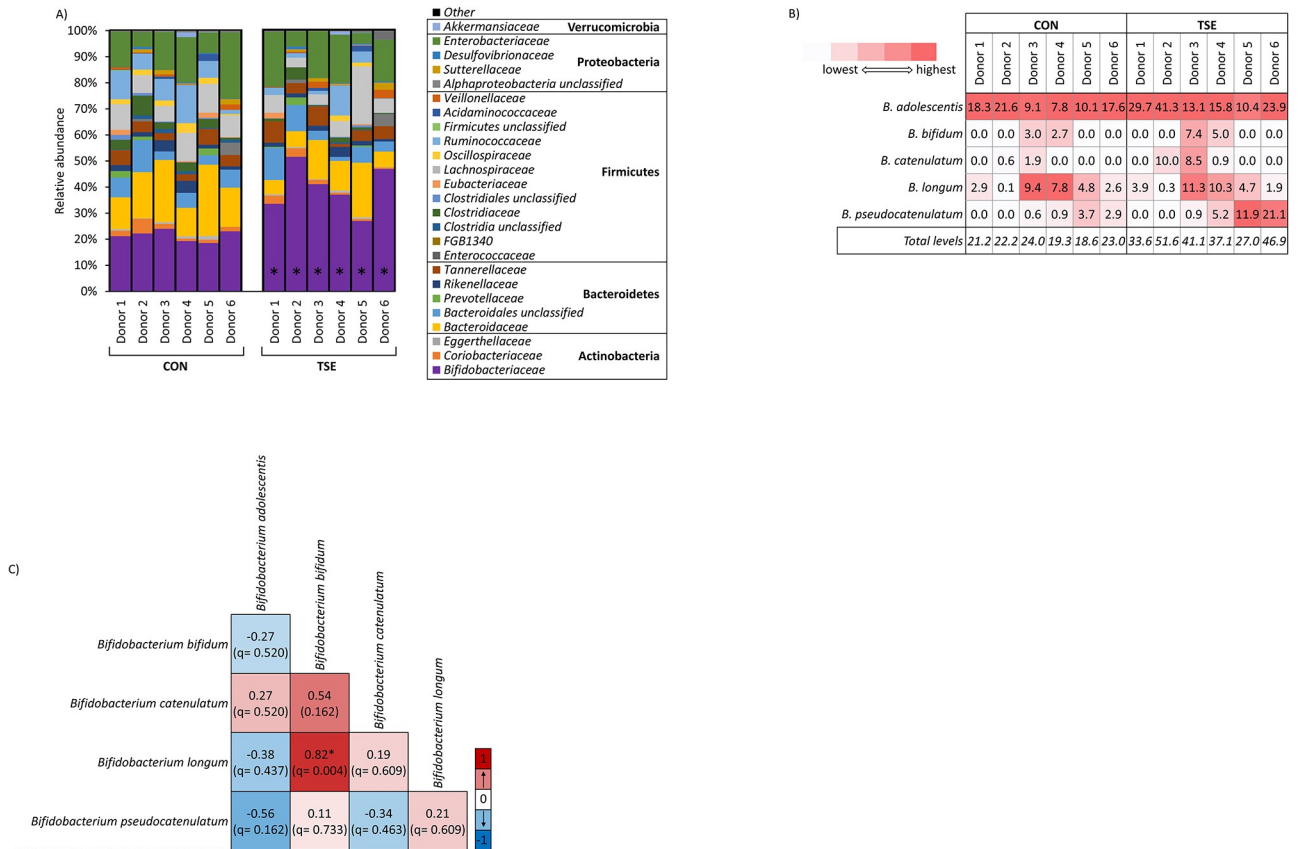 A)
Relative abundance
100%
90%
80%
70%
60%
50%
40%
30%
20%
10%
0%
* * * * * *
Donor 1 Donor 2 Donor 3 Donor 4 Donor 5 Donor 6 Donor 1 Donor 2 Donor 3 Donor 4 Donor 5 Donor 6
CON TSE
Other
Akkermansiaceae Verrucomicrobia
Enterobacteriaceae
Desulfovibrionaceae
Proteobacteria
Sutterellaceae
Alphaproteobacteria unclassified
Veillonellaceae
Acidaminococcaceae
Firmicutes unclassified
Ruminococcaceae
Oscillospiraceae
Lachnospiraceae Firmicutes
Eubacteriaceae
Clostridiales unclassified
Clostridiaceae
Clostridia unclassified
FGB1340
Enterococcaceae
Tannerellaceae
Rikenellaceae
Prevotellaceae Bacteroidetes
Bacteroidales unclassified
Bacteroidaceae
Eggerthellaceae
Coriobacteriaceae Actinobacteria
Bifidobacteriaceae
B)
CON TSE
Donor 1 Donor 2 Donor 3 Donor 4 Donor 5 Donor 6 Donor 1 Donor 2 Donor 3 Donor 4 Donor 5 Donor 6
lowest highest
B. adolescentis 18.3 21.6 9.1 7.8 10.1 17.6 29.7 41.3 13.1 15.8 10.4 23.9
B. bifidum 0.0 0.0 3.0 2.7 0.0 0.0 0.0 0.0 7.4 5.0 0.0 0.0
B. catenulatum 0.0 0.6 1.9 0.0 0.0 0.0 0.0 10.0 8.5 0.9 0.0 0.0
B. longum 2.9 0.1 9.4 7.8 4.8 2.6 3.9 0.3 11.3 10.3 4.7 1.9
B. pseudocatenulatum 0.0 0.0 0.6 0.9 3.7 2.9 0.0 0.0 0.9 5.2 11.9 21.1
Total levels 21.2 22.2 24.0 19.3 18.6 23.0 33.6 51.6 41.1 37.1 27.0 46.9
C)
Bifidobacterium adolescentis
Bifidobacterium bifidum
Bifidobacterium catenulatum
Bifidobacterium longum
Bifidobacterium bifidum
-0.27
(q= 0.520)
Bifidobacterium catenulatum
0.27 0.54
(q= 0.520) (0.162)
Bifidobacterium longum
-0.38 0.82* 0.19
(q= 0.437) (q= 0.004) (q= 0.609)
Bifidobacterium pseudocatenulatum
-0.56 0.11 -0.34 0.21
(q= 0.162) (q= 0.733) (q= 0.463) (q= 0.609)
1
0
-1